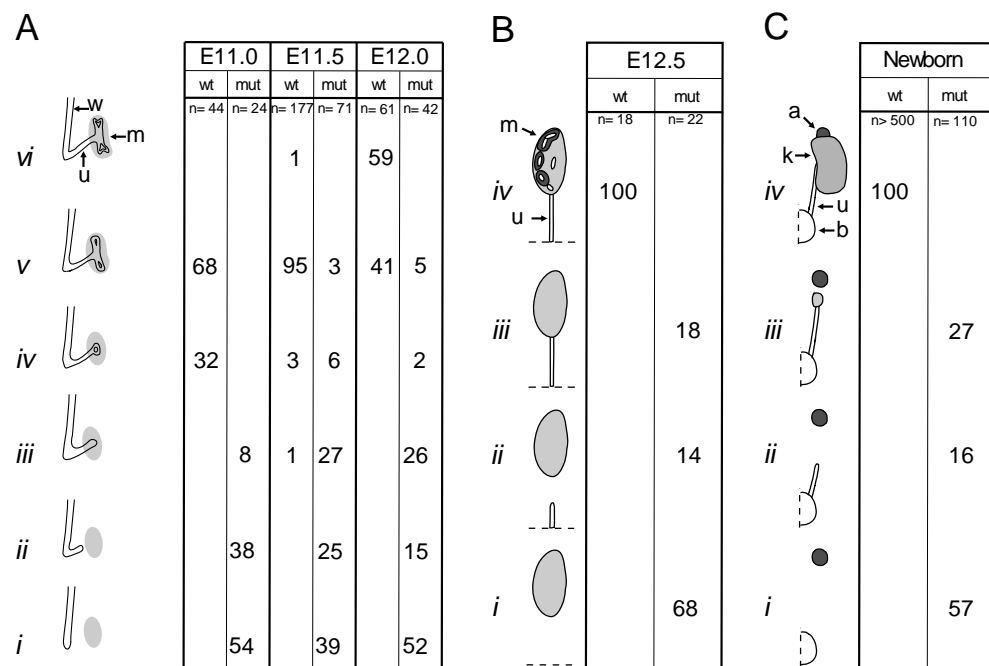 A
B
C
E11.0 E11.5 E12.0
wt mut wt mut wt mut
n= 44 n= 24 n= 177 n= 71 n= 61 n= 42
w
m
u
vi 1 59
v 68 95 3 41 5
iv 32 3 6 2
iii 8 1 27 26
ii 38 25 15
i 54 39 52
E12.5
wt mut
n= 18 n= 22
m
iv 100
u
iii 18
ii 14
i 68
Newborn
wt mut
n> 500 n= 110
a
k
iv 100
u
b
iii 27
ii 16
i 57